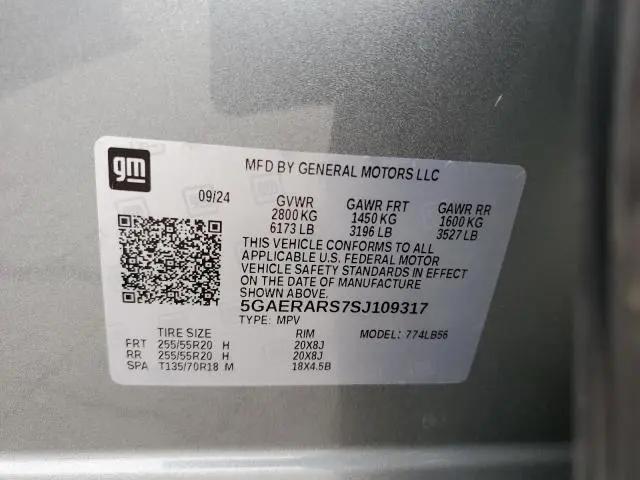 gm
MFD BY GENERAL MOTORS LLC
09/24 GVWR GAWR FRT GAWR RR
2800 KG 1450 KG 1600 KG
6173 LB 3196 LB 3527 LB
THIS VEHICLE CONFORMS TO ALL
APPLICABLE U.S. FEDERAL MOTOR
VEHICLE SAFETY STANDARDS IN EFFECT
ON THE DATE OF MANUFACTURE
SHOWN ABOVE.
5GAERARS7SJ109317
TYPE: MPV
TIRE SIZE RIM MODEL: 774LB56
FRT 255/55R20 H 20X8J
RR 255/55R20 H 20X8J
SPA T135/70R18 M 18X4.5B